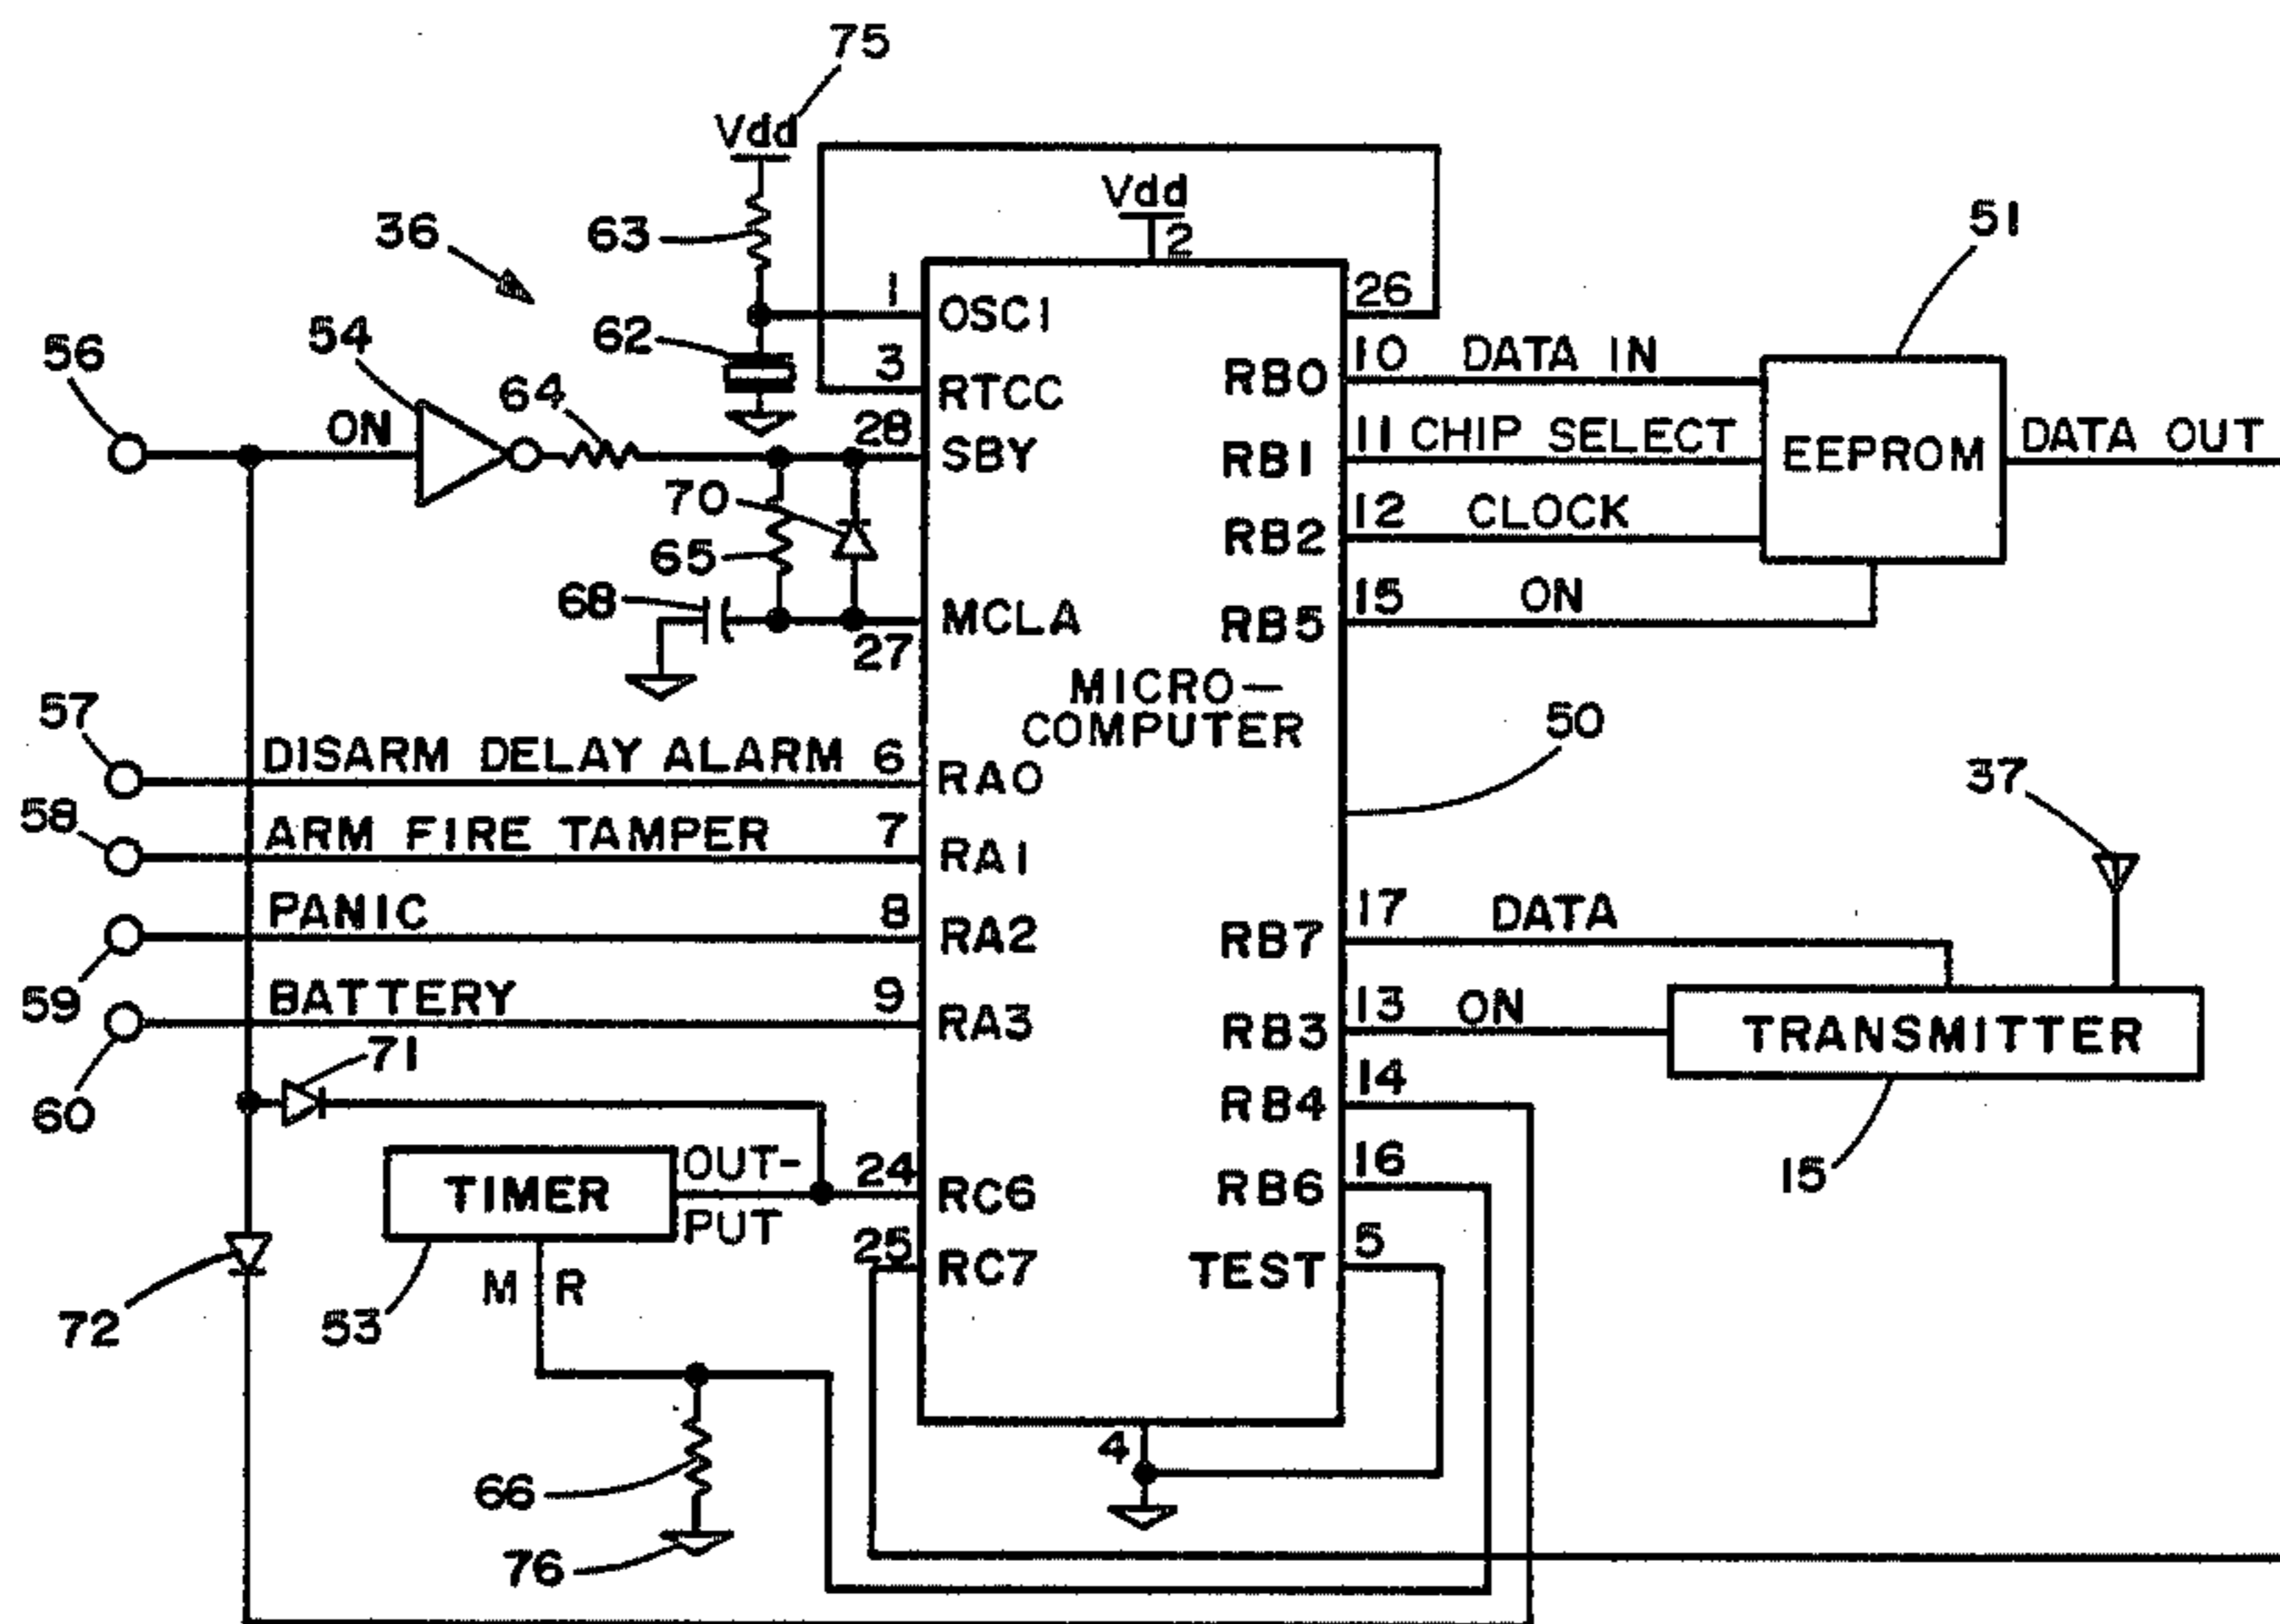 75
Vdd
Vdd
2
36
63
51
1
OSC1
26
56
54
62
3
RTCC
10
DATA IN
RB0
64
ON
28
SBY
11
CHIP SELECT
RB1
EEPROM
DATA OUT
70
65
12
CLOCK
RB2
68
MCLA
27
15
ON
RB5
MICRO-
COMPUTER
50
57
DISARM DELAY ALARM
6
RA0
37
58
ARM FIRE TAMPER
7
RA1
59
PANIC
8
RA2
17
DATA
RB7
60
BATTERY
9
RA3
13
ON
RB3
TRANSMITTER
71
14
RB4
15
TIMER
OUT-
PUT
24
RC6
16
RB6
25
RC7
5
TEST
72
53
M R
4
66
76